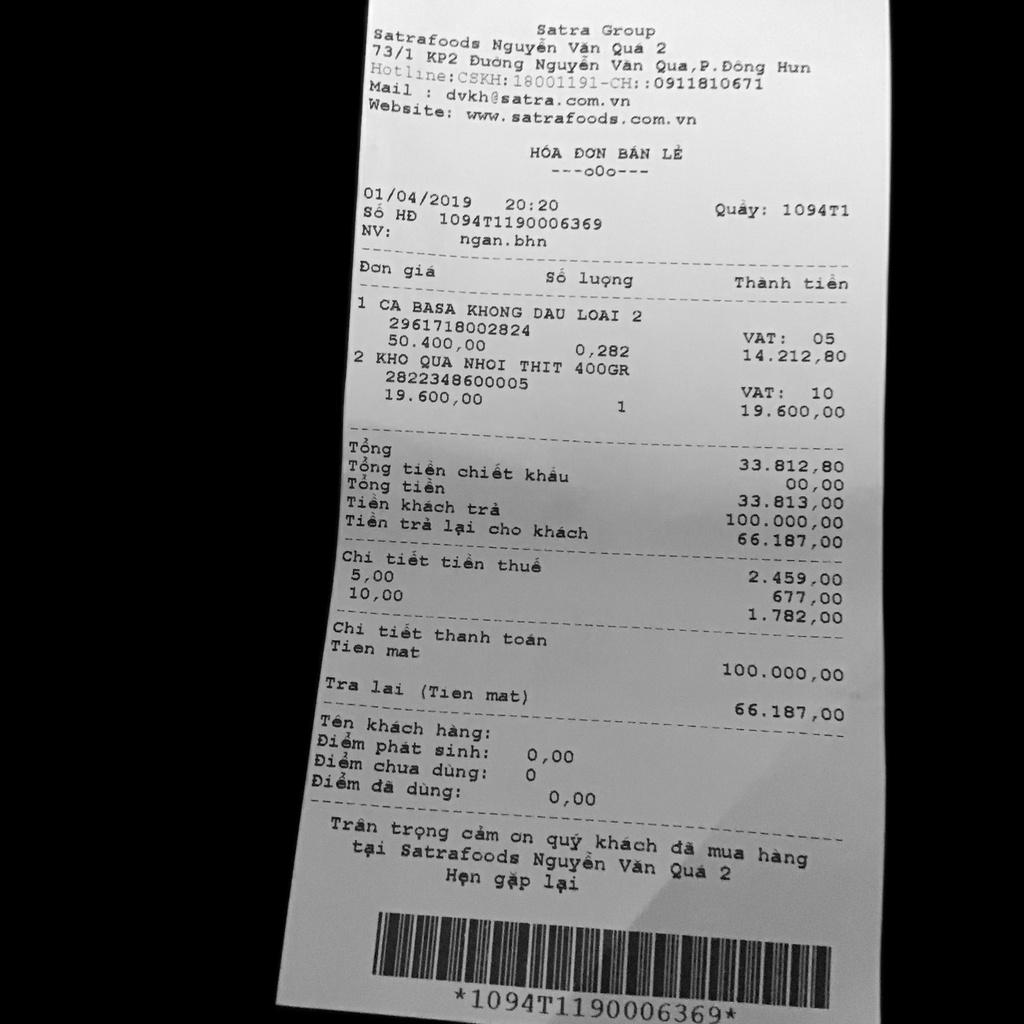 Satra Group
Satrafoods Nguyễn Văn Quá 2
73/1 KP2 Đường Nguyễn Văn Qua,P.Đông Hưn
Hotline:CSKH:18001191-CH::0911810671
Mail : dvkh@satra.com.vn
Website: www.satrafoods.com.vn
HÓA ĐƠN BÁN LẺ
---o0o---
01/04/2019 20:20 Quầy: 1094T1
Số HĐ 1094T1190006369
NV: ngan.bhn
Đơn giá Số lượng Thành tiền
1 CA BASA KHONG DAU LOAI 2
2961718002824 VAT: 05
50.400,00 0,282 14.212,80
2 KHO QUA NHOI THIT 400GR
2822348600005 VAT: 10
19.600,00 1 19.600,00
Tổng 33.812,80
Tổng tiền chiết khấu 00,00
Tổng tiền 33.813,00
Tiền khách trả 100.000,00
Tiền trả lại cho khách 66.187,00
Chi tiết tiền thuế 2.459,00
5,00 677,00
10,00 1.782,00
Chi tiết thanh toán
Tien mat 100.000,00
Tra lai (Tien mat) 66.187,00
Tên khách hàng:
Điểm phát sinh: 0,00
Điểm chưa dùng: 0
Điểm đã dùng: 0,00
Trân trọng cảm ơn quý khách đã mua hàng
tại Satrafoods Nguyễn Văn Quá 2
Hẹn gặp lại
*1094T1190006369*